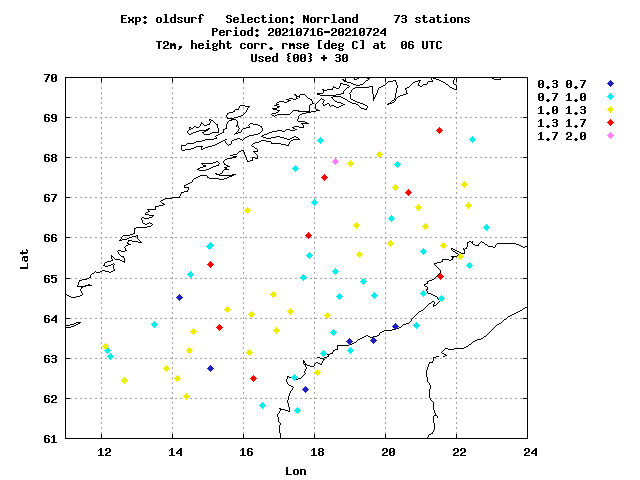 Exp: oldsurf   Selection: Norrland     73 stations
Period: 20210716-20210724
T2m, height corr. rmse [deg C] at  06 UTC
Used {00} + 30
70
69
68
67
66
65
64
63
62
61
Lat
12 14 16 18 20 22 24
Lon
0.3 0.7
0.7 1.0
1.0 1.3
1.3 1.7
1.7 2.0